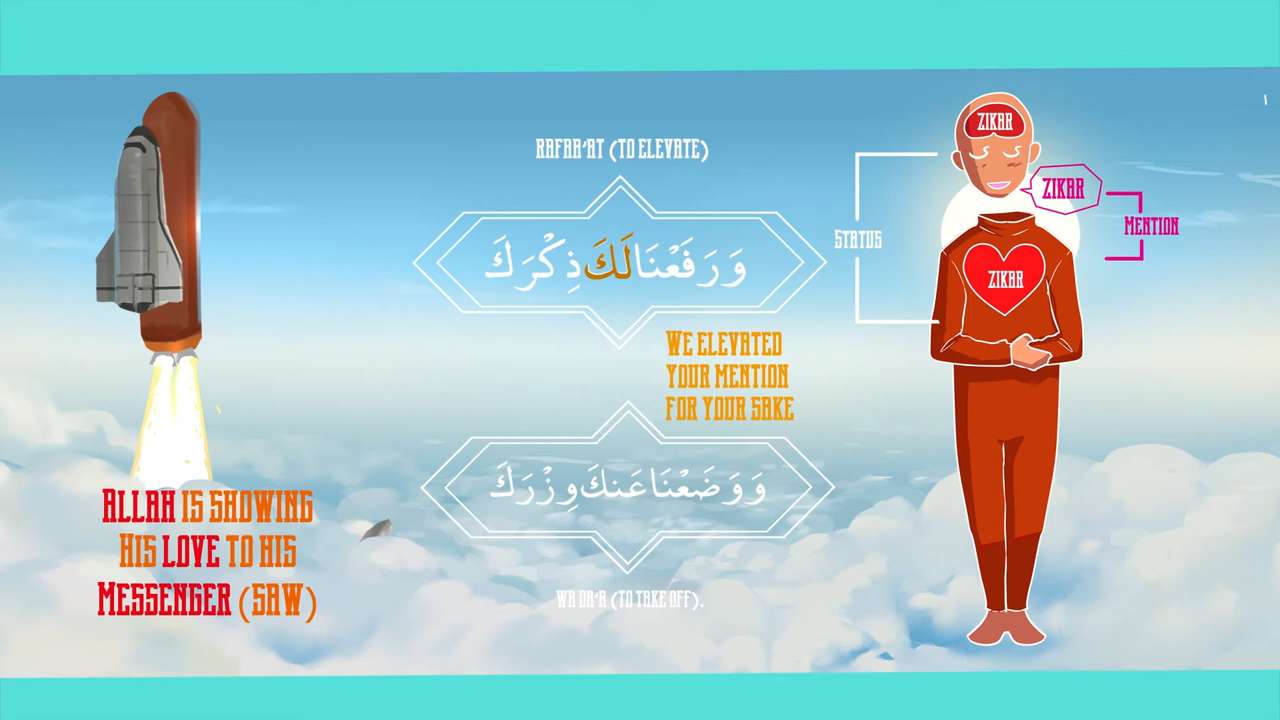 RAFAA'AT (TO ELEVATE)
وَرَفَعْنَا لَكَ ذِكْرَكَ
WE ELEVATED
YOUR MENTION
FOR YOUR SAKE
وَوَضَعْنَا عَنكَ وِزْرَكَ
WA DA'A (TO TAKE OFF).
ALLAH IS SHOWING
HIS LOVE TO HIS
MESSENGER (SAW)
ZIKAR
ZIKAR
MENTION
STATUS
ZIKAR